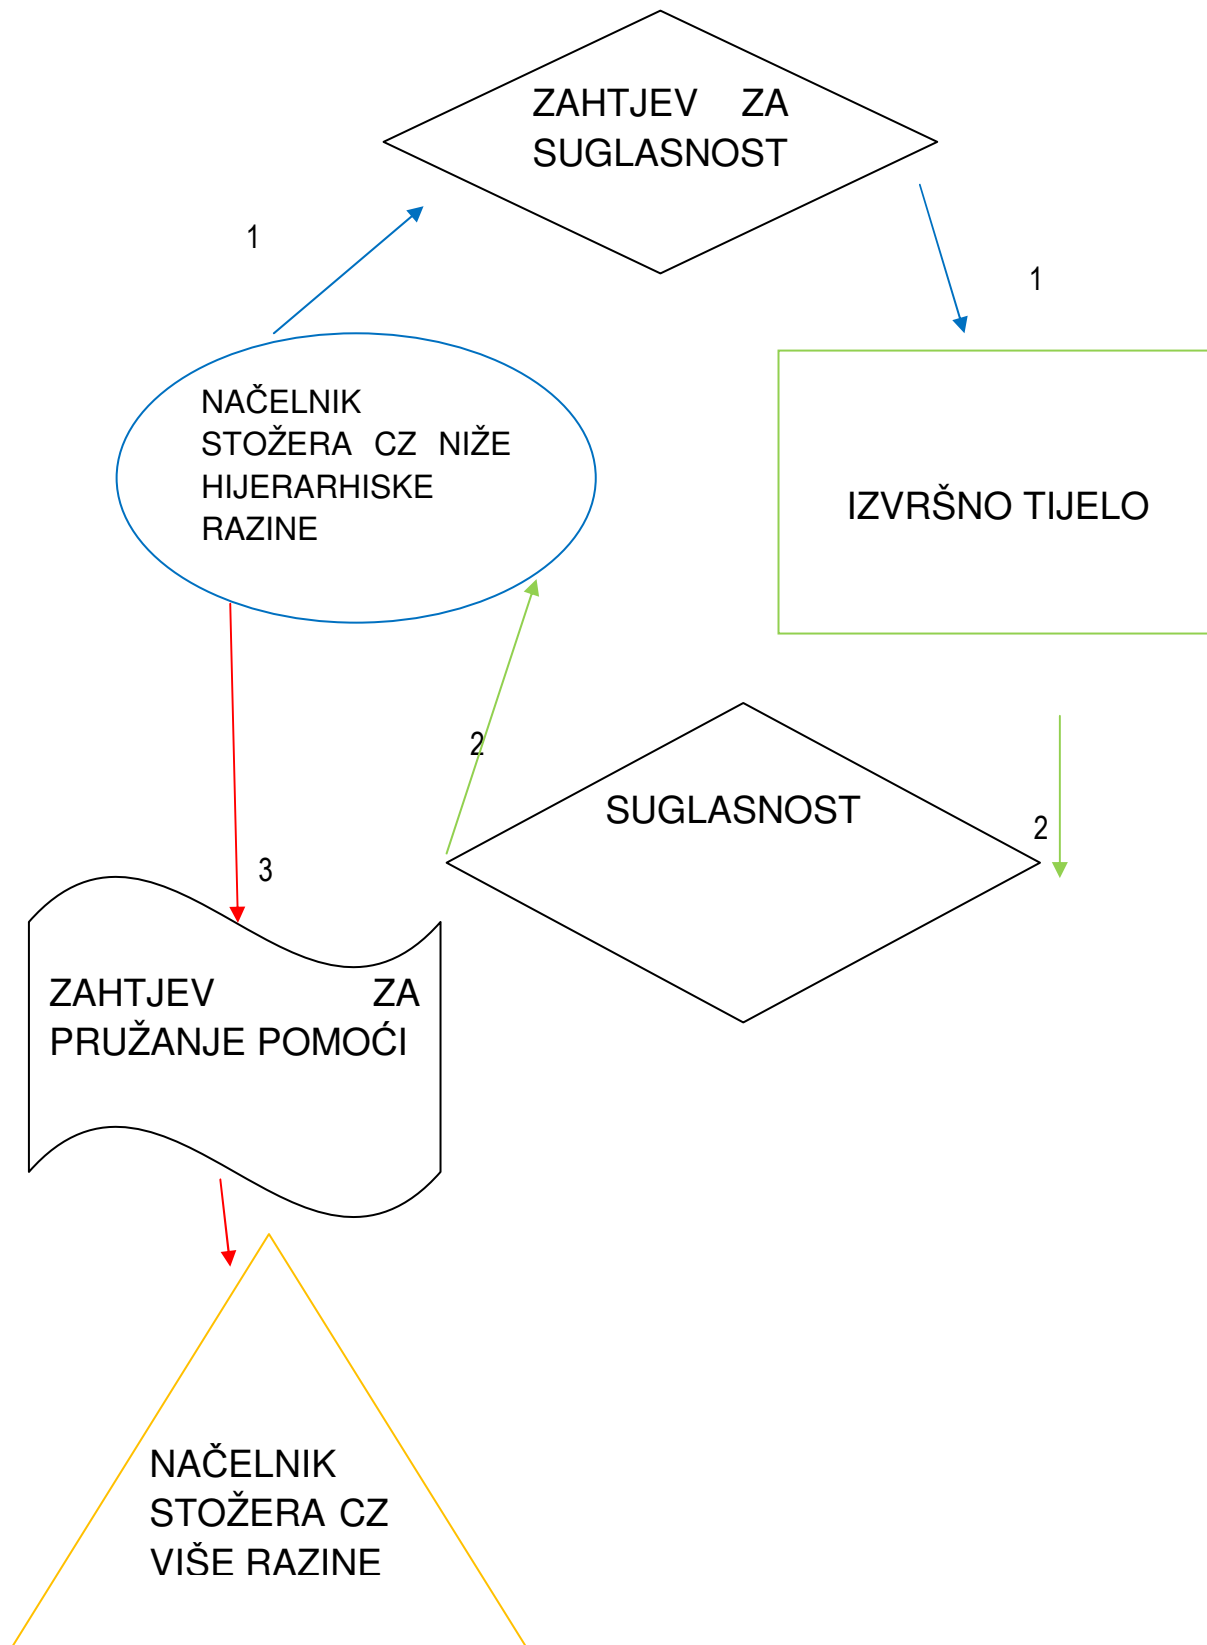 ZAHTJEV ZA
SUGLASNOST
1
1
NAČELNIK
STOŽERA CZ NIŽE
HIJERARHISKE
RAZINE
IZVRŠNO TIJELO
2
SUGLASNOST
2
3
ZAHTJEV ZA
PRUŽANJE POMOĆI
NAČELNIK
STOŽERA CZ
VIŠE RAZINE